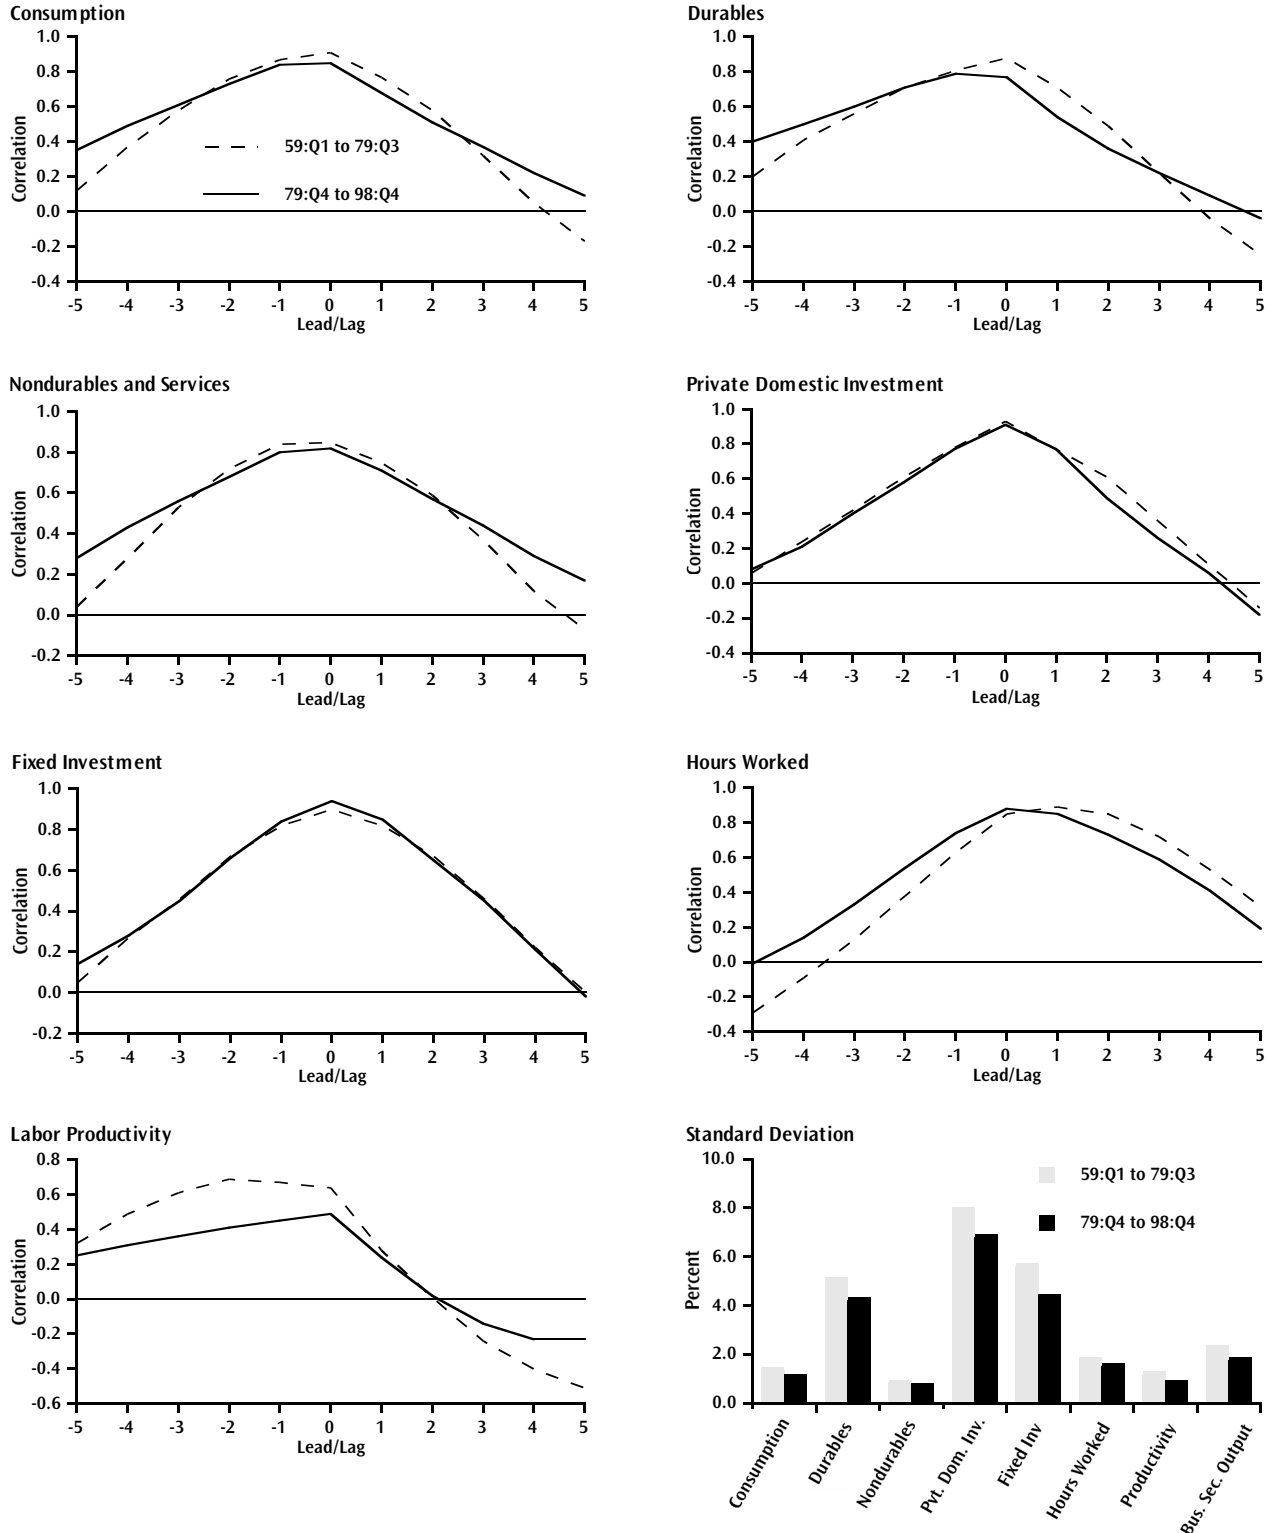 Consumption
1.0
0.8
0.6
0.4
0.2
0.0
-0.2
-0.4
Correlation
59:Q1 to 79:Q3
79:Q4 to 98:Q4
-5 -4 -3 -2 -1 0 1 2 3 4 5
Lead/Lag
Durables
1.0
0.8
0.6
0.4
0.2
0.0
-0.2
-0.4
Correlation
-5 -4 -3 -2 -1 0 1 2 3 4 5
Lead/Lag
Nondurables and Services
1.0
0.8
0.6
0.4
0.2
0.0
-0.2
Correlation
-5 -4 -3 -2 -1 0 1 2 3 4 5
Lead/Lag
Private Domestic Investment
1.0
0.8
0.6
0.4
0.2
0.0
-0.2
-0.4
Correlation
-5 -4 -3 -2 -1 0 1 2 3 4 5
Lead/Lag
Fixed Investment
1.0
0.8
0.6
0.4
0.2
0.0
-0.2
Correlation
-5 -4 -3 -2 -1 0 1 2 3 4 5
Lead/Lag
Hours Worked
1.0
0.8
0.6
0.4
0.2
0.0
-0.2
-0.4
Correlation
-5 -4 -3 -2 -1 0 1 2 3 4 5
Lead/Lag
Labor Productivity
0.8
0.6
0.4
0.2
0.0
-0.2
-0.4
-0.6
Correlation
-5 -4 -3 -2 -1 0 1 2 3 4 5
Lead/Lag
Standard Deviation
10.0
8.0
6.0
4.0
2.0
0.0
Percent
59:Q1 to 79:Q3
79:Q4 to 98:Q4
Consumption
Durables
Nondurables
Pvt. Dom. Inv.
Fixed Inv
Hours Worked
Productivity
Bus. Sec. Output